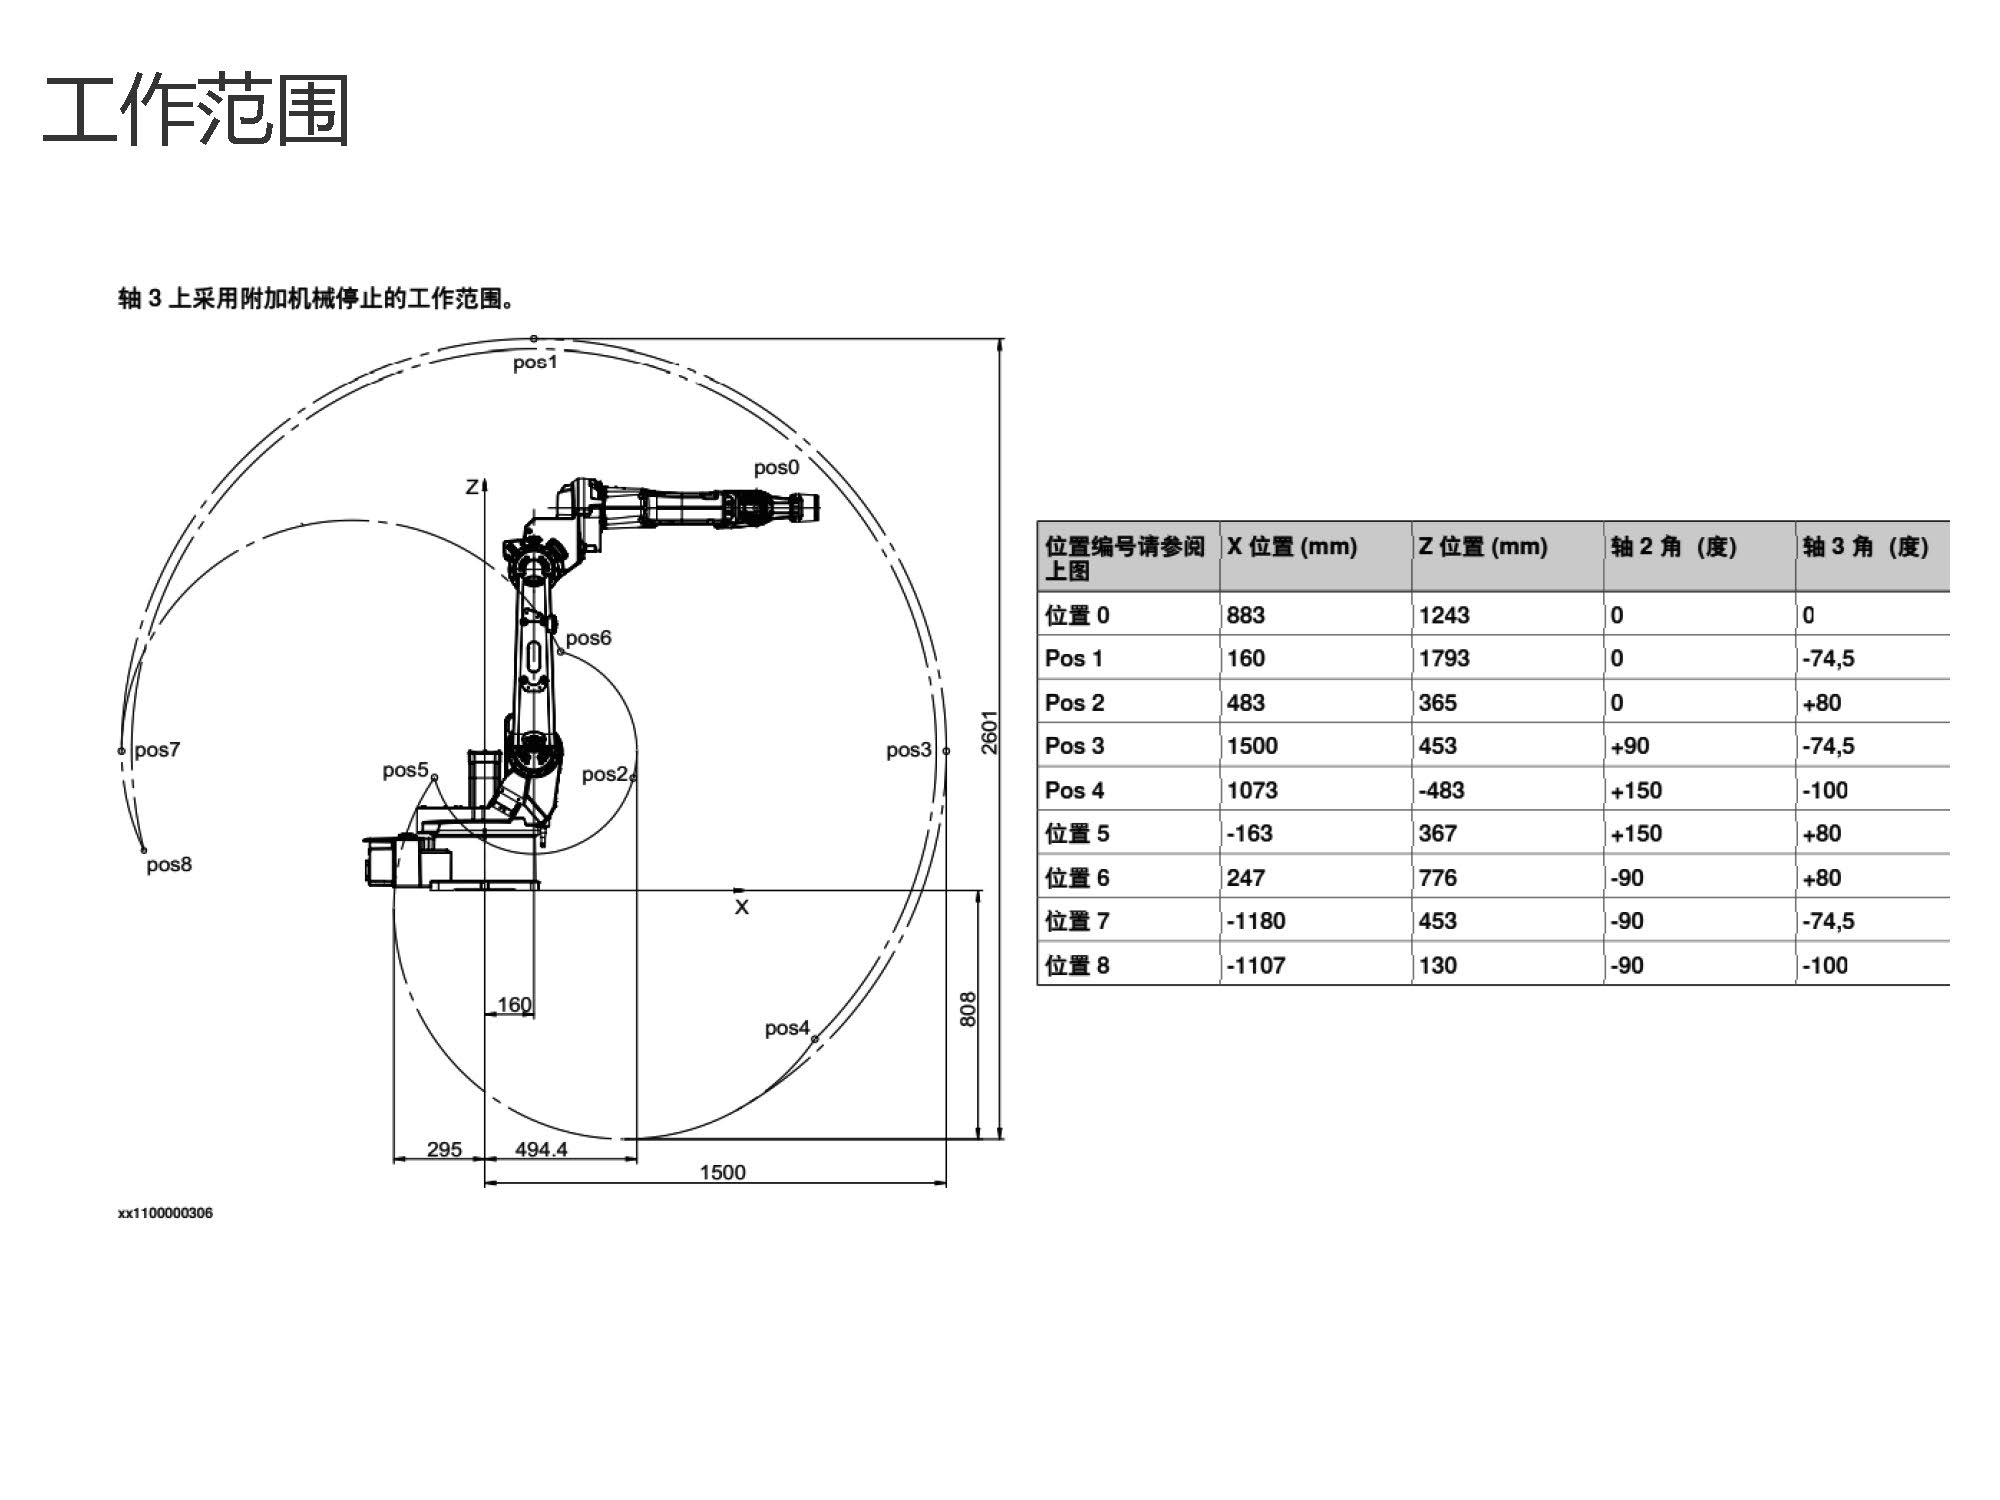 工作范围
轴 3 上采用附加机械停止的工作范围。
pos1
pos0
Z
pos6
pos7
pos3
2601
pos5
pos2
pos8
X
160
808
pos4
295
494.4
1500
xx1100000306
位置编号请参阅上图 X 位置 (mm) Z 位置 (mm) 轴 2 角 (度) 轴 3 角 (度)
位置 0 883 1243 0 0
Pos 1 160 1793 0 -74,5
Pos 2 483 365 0 +80
Pos 3 1500 453 +90 -74,5
Pos 4 1073 -483 +150 -100
位置 5 -163 367 +150 +80
位置 6 247 776 -90 +80
位置 7 -1180 453 -90 -74,5
位置 8 -1107 130 -90 -100